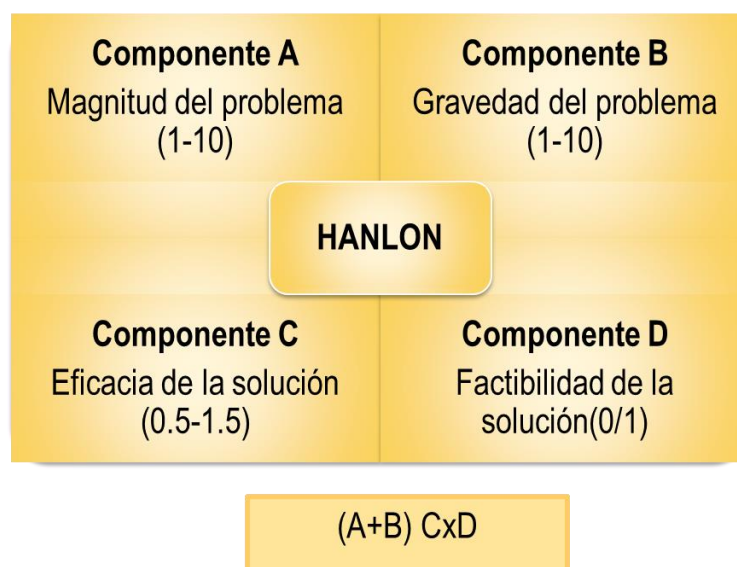 Componente A
Magnitud del problema
(1-10)
Componente B
Gravedad del problema
(1-10)
HANLON
Componente C
Eficacia de la solución
(0.5-1.5)
Componente D
Factibilidad de la
solución(0/1)
(A+B) CxD